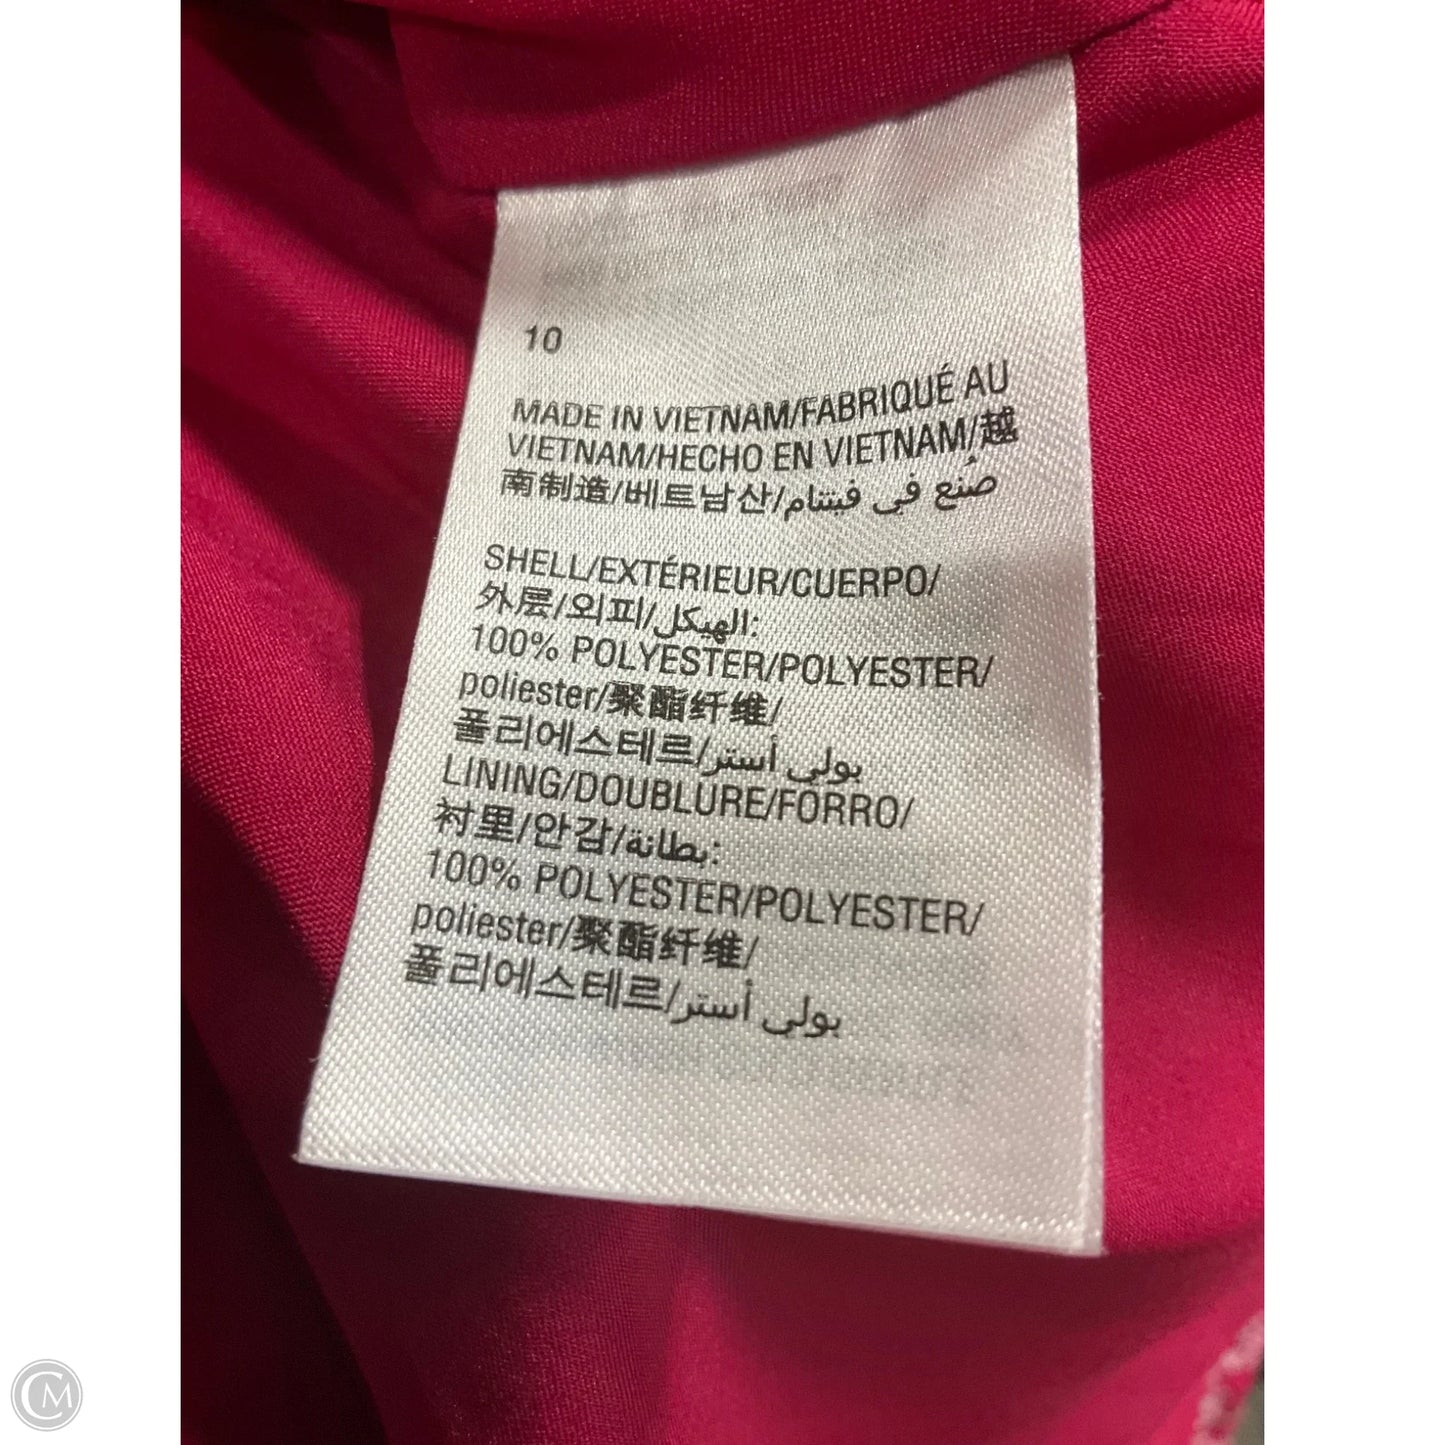 10
MADE IN VIETNAM/FABRIQUÉ AU
VIETNAM/HECHO EN VIETNAM/越
南制造/베트남산/صُنع في فيتنام
SHELL/EXTÉRIEUR/CUERPO/
外层/외피/الهيكل:
100% POLYESTER/POLYESTER/
poliester/聚酯纤维/
폴리에스테르/بولي أستر
LINING/DOUBLURE/FORRO/
衬里/안감/بطانة:
100% POLYESTER/POLYESTER/
poliester/聚酯纤维/
폴리에스테르/بولي أستر
CM